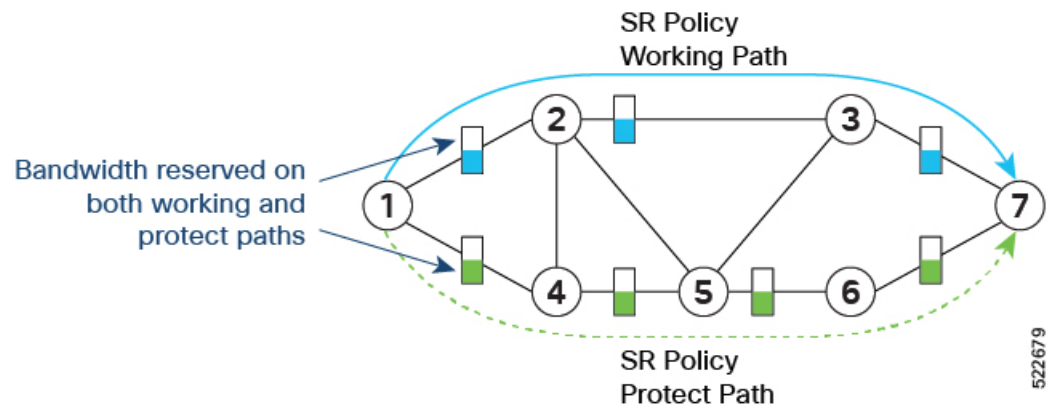 SR Policy
Working Path
2
3
Bandwidth reserved on
both working and
protect paths
1
7
4
5
6
SR Policy
Protect Path
522679